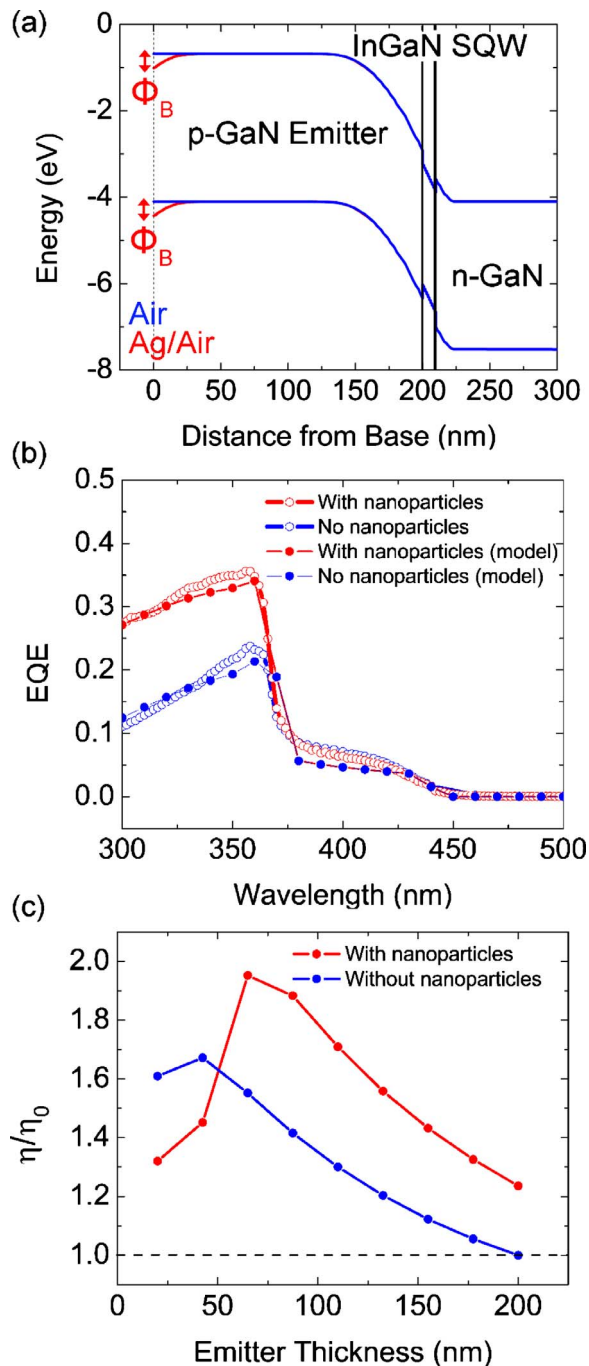 (a)
0
-2
-4
-6
-8
Energy (eV)
Φ
B
Φ
B
InGaN SQW
p-GaN Emitter
n-GaN
Air
Ag/Air
0 50 100 150 200 250 300
Distance from Base (nm)
(b)
0.5
0.4
0.3
0.2
0.1
0.0
EQE
With nanoparticles
No nanoparticles
With nanoparticles (model)
No nanoparticles (model)
300 350 400 450 500
Wavelength (nm)
(c)
2.0
1.8
1.6
1.4
1.2
1.0
η/η0
With nanoparticles
Without nanoparticles
0 50 100 150 200
Emitter Thickness (nm)